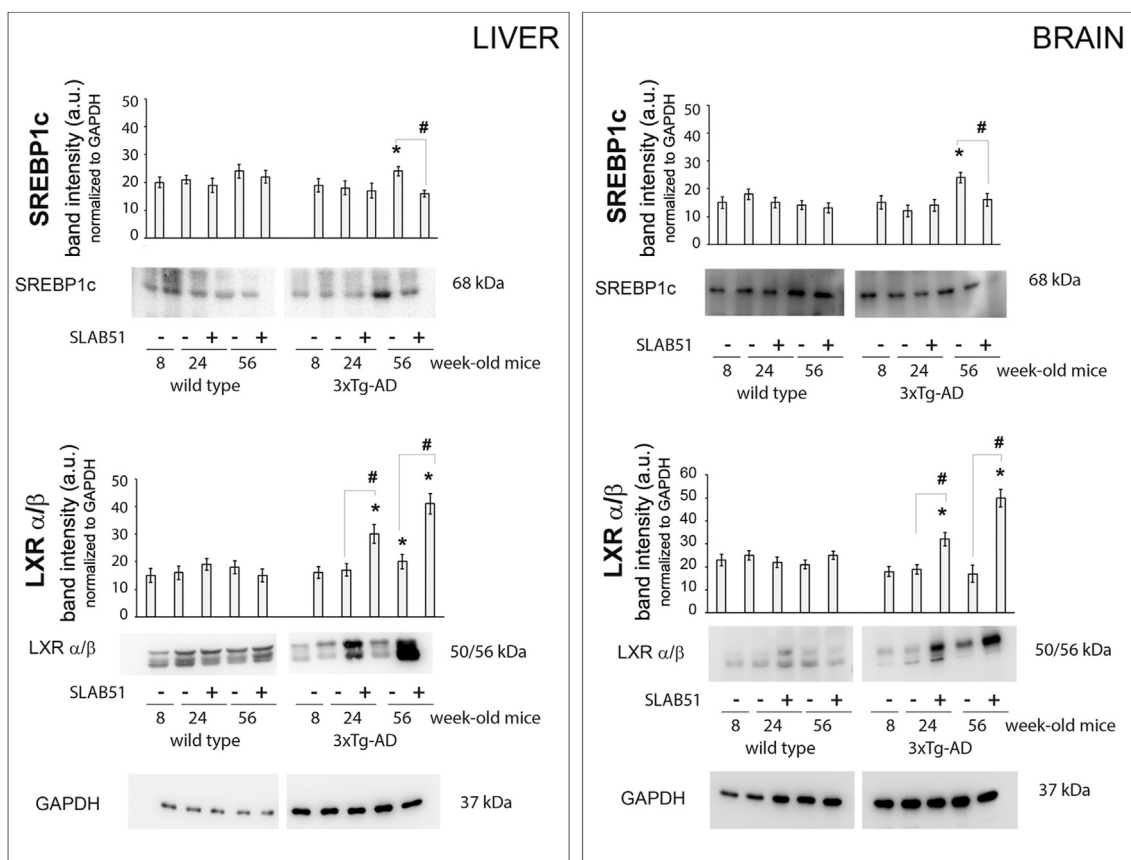 LIVER
SREBP1c
band intensity (a.u.)
normalized to GAPDH
50
40
30
20
10
0
*
#
SREBP1c
68 kDa
SLAB51 - - + - + - - + - +
8 24 56 8 24 56 week-old mice
wild type 3xTg-AD
LXR α/β
band intensity (a.u.)
normalized to GAPDH
50
40
30
20
10
0
#
*
#
*
*
LXR α/β
50/56 kDa
SLAB51 - - + - + - - + - +
8 24 56 8 24 56 week-old mice
wild type 3xTg-AD
GAPDH
37 kDa
BRAIN
SREBP1c
band intensity (a.u.)
normalized to GAPDH
50
40
30
20
10
0
*
#
SREBP1c
68 kDa
SLAB51 - - + - + - - + - +
8 24 56 8 24 56 week-old mice
wild type 3xTg-AD
LXR α/β
band intensity (a.u.)
normalized to GAPDH
60
50
40
30
20
10
0
#
*
#
*
LXR α/β
50/56 kDa
SLAB51 - - + - + - - + - +
8 24 56 8 24 56 week-old mice
wild type 3xTg-AD
GAPDH
37 kDa